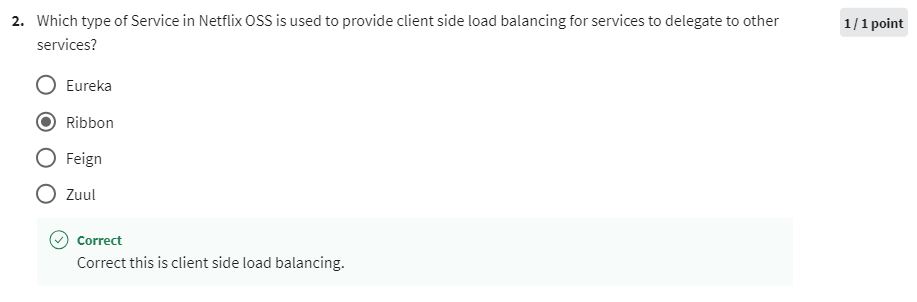 2. Which type of Service in Netflix OSS is used to provide client side load balancing for services to delegate to other
1 / 1 point
services?
Eureka
Ribbon
Feign
Zuul
Correct
Correct this is client side load balancing.